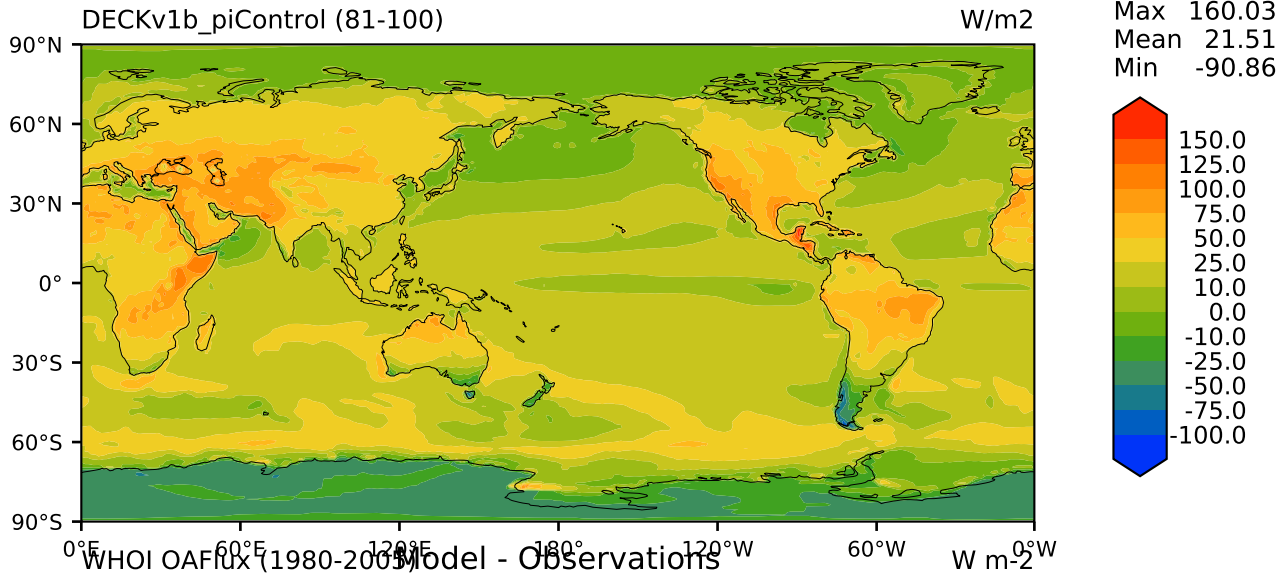 DECKv1b_piControl (81-100) W/m2
Max 160.03
Mean 21.51
Min -90.86
90°N
60°N
30°N
0°
30°S
60°S
90°S
0°E 60°E 120°E 180° 120°W 60°W 0°W
150.0
125.0
100.0
75.0
50.0
25.0
10.0
0.0
-10.0
-25.0
-50.0
-75.0
-100.0
WHOI OAFlux (1980-2005) Model - Observations W m-2